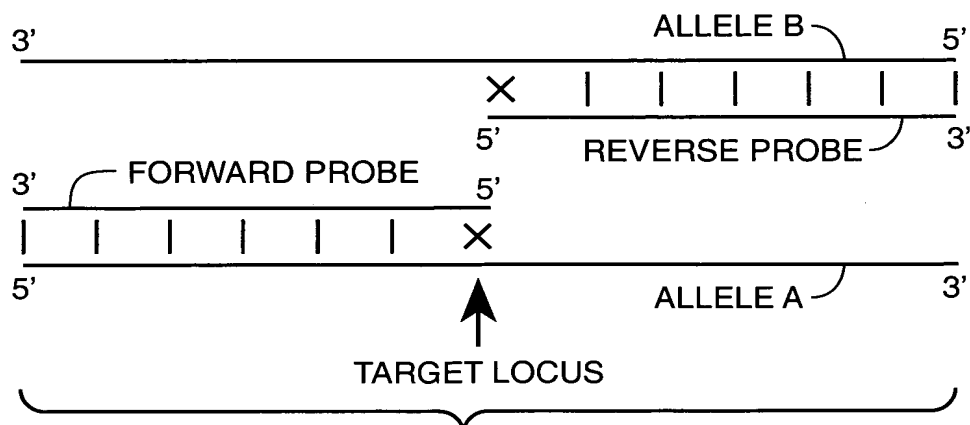 3' ALLELE B 5'
5' REVERSE PROBE 3'
3' FORWARD PROBE 5'
5' ALLELE A 3'
TARGET LOCUS